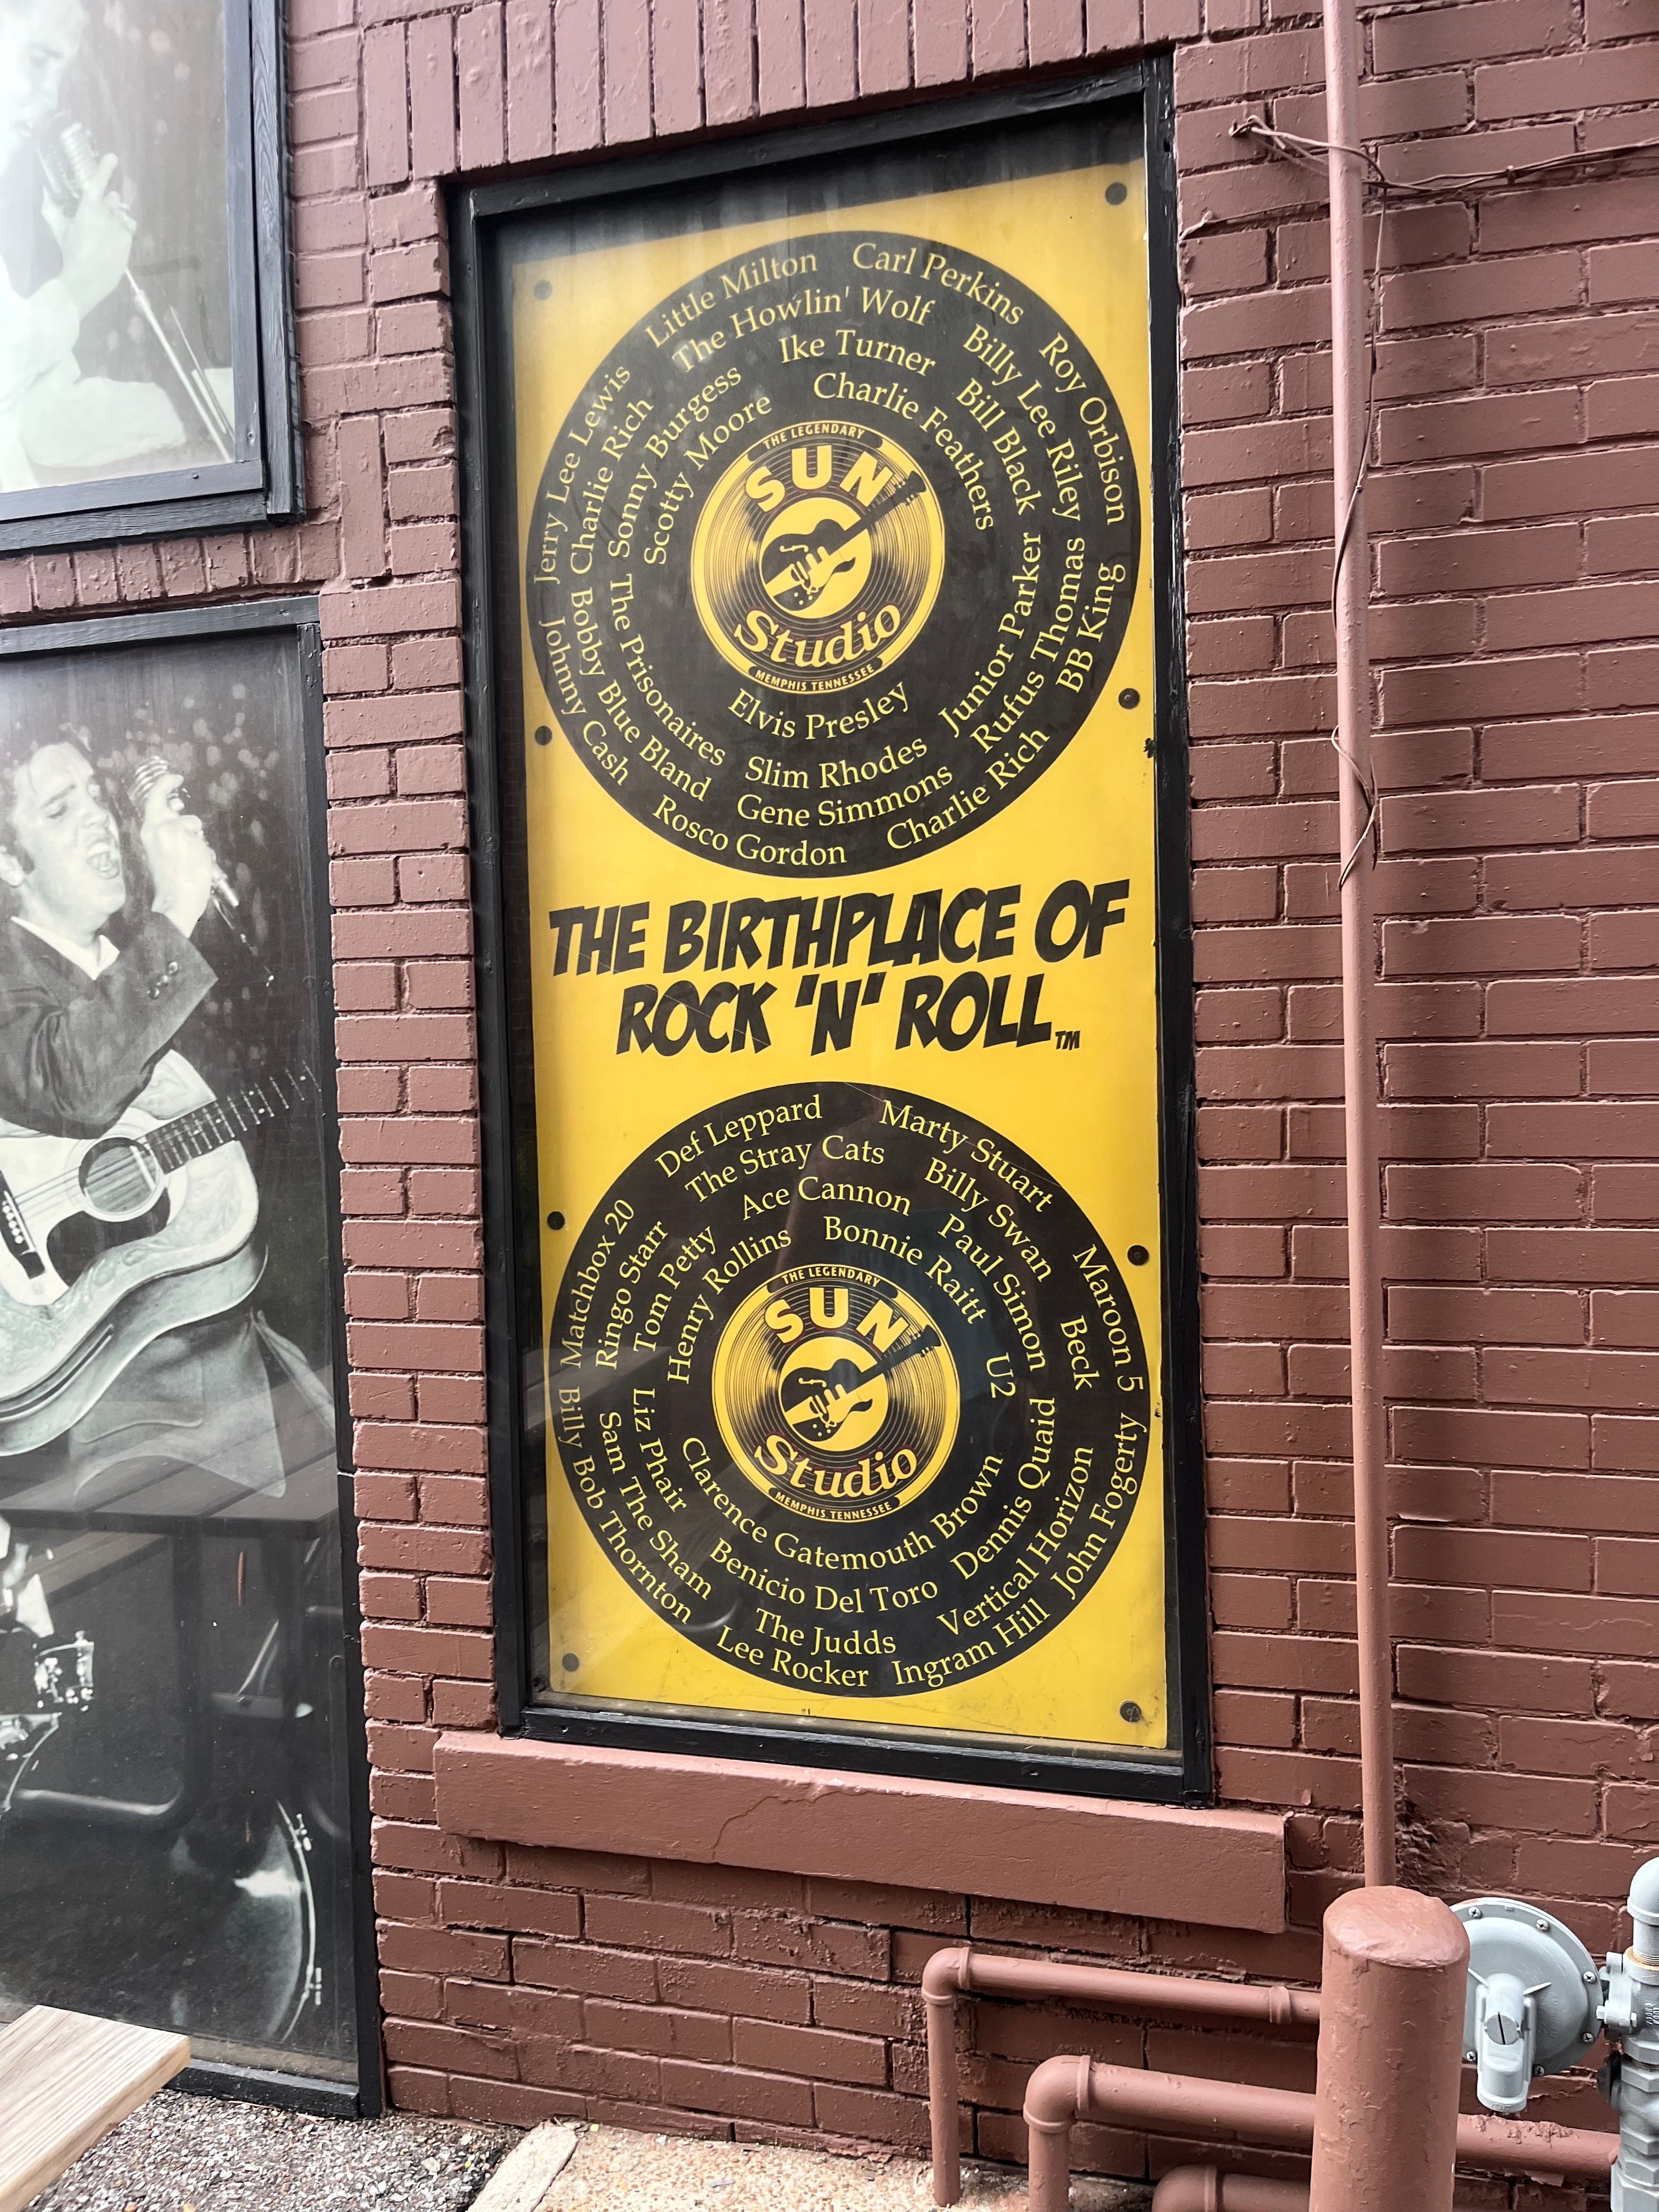 Little Milton Carl Perkins Roy Orbison BB King Charlie Rich Rosco Gordon Johnny Cash Jerry Lee Lewis
The Howlin' Wolf Billy Lee Riley Rufus Thomas Gene Simmons Bobby Blue Bland Charlie Rich
Ike Turner Bill Black Junior Parker Slim Rhodes The Prisonaires Sonny Burgess
Scotty Moore Charlie Feathers Elvis Presley
THE LEGENDARY
SUN
Studio
MEMPHIS TENNESSEE
THE BIRTHPLACE OF
ROCK 'N' ROLL™
Def Leppard Marty Stuart Maroon 5 John Fogerty Ingram Hill Lee Rocker Billy Bob Thornton Matchbox 20
The Stray Cats Billy Swan Beck Vertical Horizon The Judds Sam The Sham Ringo Starr
Ace Cannon Paul Simon Dennis Quaid Benicio Del Toro Liz Phair Tom Petty
Henry Rollins Bonnie Raitt U2 Clarence Gatemouth Brown
THE LEGENDARY
SUN
Studio
MEMPHIS TENNESSEE